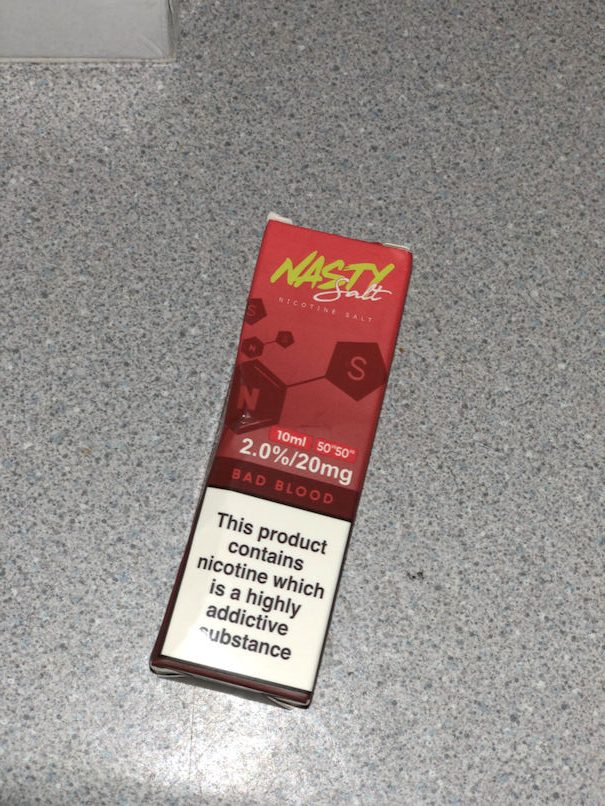 NASTY
Salt
NICOTINE SALT
S
N
S
S
N
10ml 50"50"
2.0%/20mg
BAD BLOOD
This product
contains
nicotine which
is a highly
addictive
substance